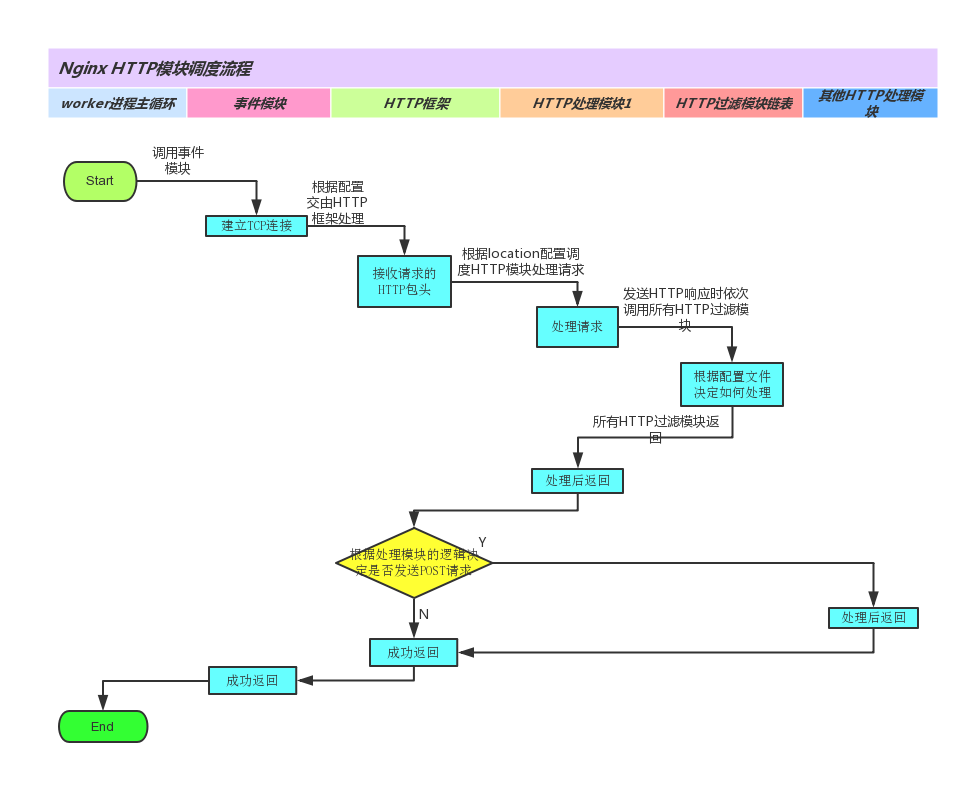 Nginx HTTP模块调度流程
worker进程主循环
事件模块
HTTP框架
HTTP处理模块1
HTTP过滤模块链表
其他HTTP处理模
块
调用事件
模块
Start
根据配置
交由HTTP
框架处理
建立TCP连接
根据location配置调
度HTTP模块处理请求
接收请求的
HTTP包头
发送HTTP响应时依次
调用所有HTTP过滤模
块
处理请求
根据配置文件
决定如何处理
所有HTTP过滤模块返
回
处理后返回
Y
根据处理模块的逻辑决
定是否发送POST请求
N
处理后返回
成功返回
成功返回
End